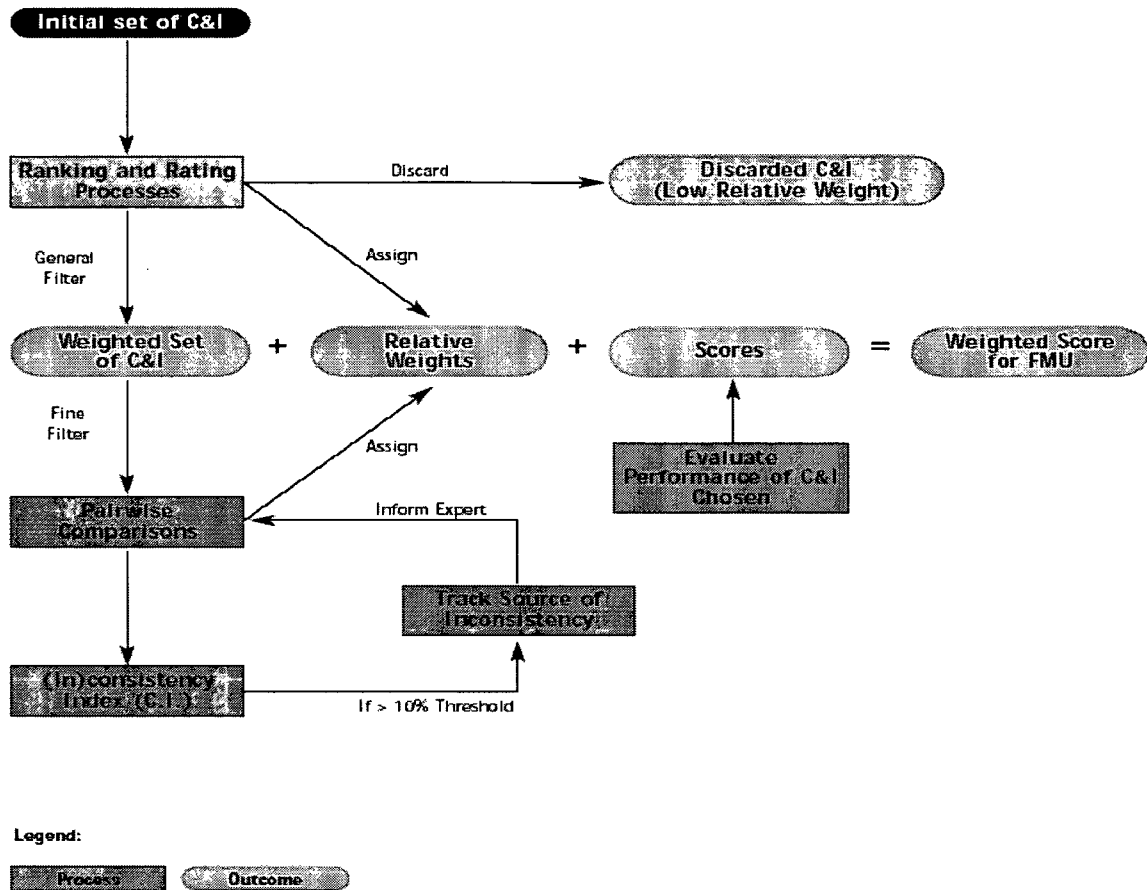 Initial set of C&I
Ranking and Rating
Processes
Discard
Discarded C&I
(Low Relative Weight)
General
Filter
Assign
Weighted Set
of C&I
+
Relative
Weights
+
Scores
=
Weighted Score
for FMU
Fine
Filter
Assign
Evaluate
Performance of C&I
Chosen
Pairwise
Comparisons
Inform Expert
Track Source of
Inconsistency
(In)consistency
Index (C.I.)
If > 10% Threshold
Legend:
Process
Outcome